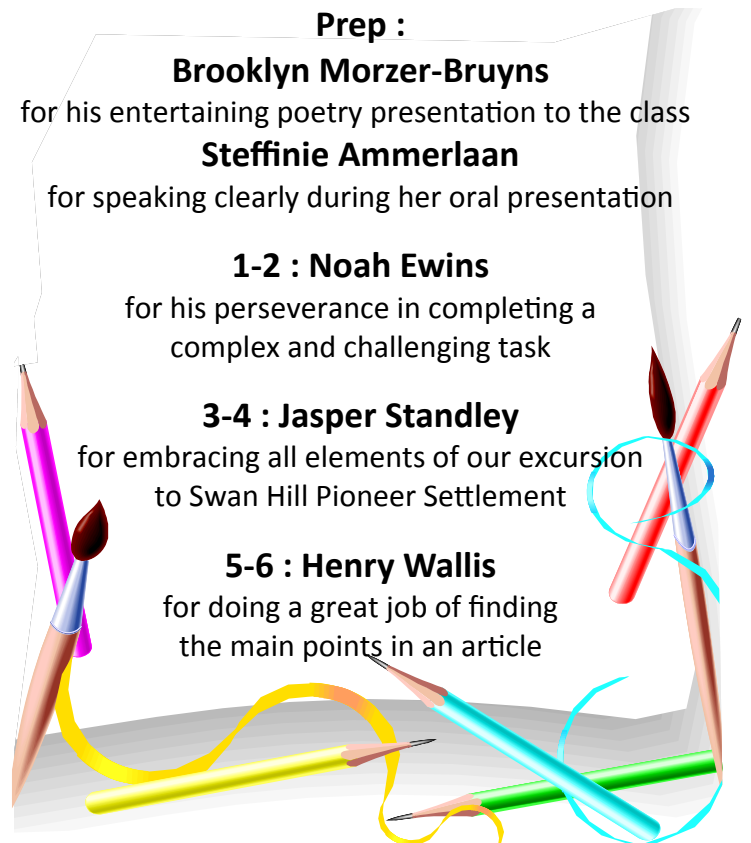 Prep :
Brooklyn Morzer-Bruyns
for his entertaining poetry presentation to the class
Steffinie Ammerlaan
for speaking clearly during her oral presentation
1-2 : Noah Ewins
for his perseverance in completing a
complex and challenging task
3-4 : Jasper Standley
for embracing all elements of our excursion
to Swan Hill Pioneer Settlement
5-6 : Henry Wallis
for doing a great job of finding
the main points in an article